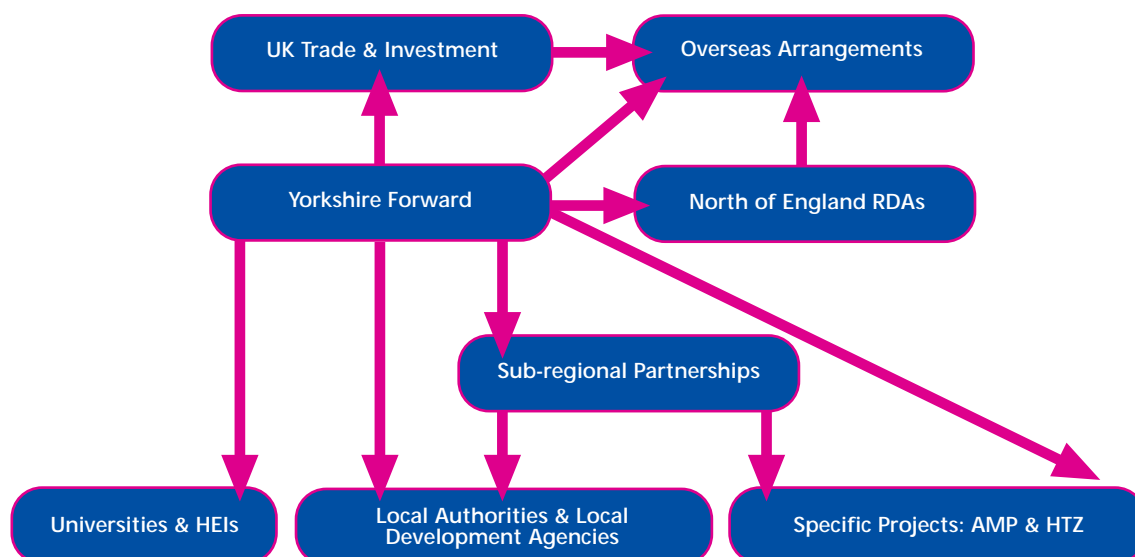 UK Trade & Investment
Overseas Arrangements
Yorkshire Forward
North of England RDAs
Sub-regional Partnerships
Universities & HEIs
Local Authorities & Local
Development Agencies
Specific Projects: AMP & HTZ